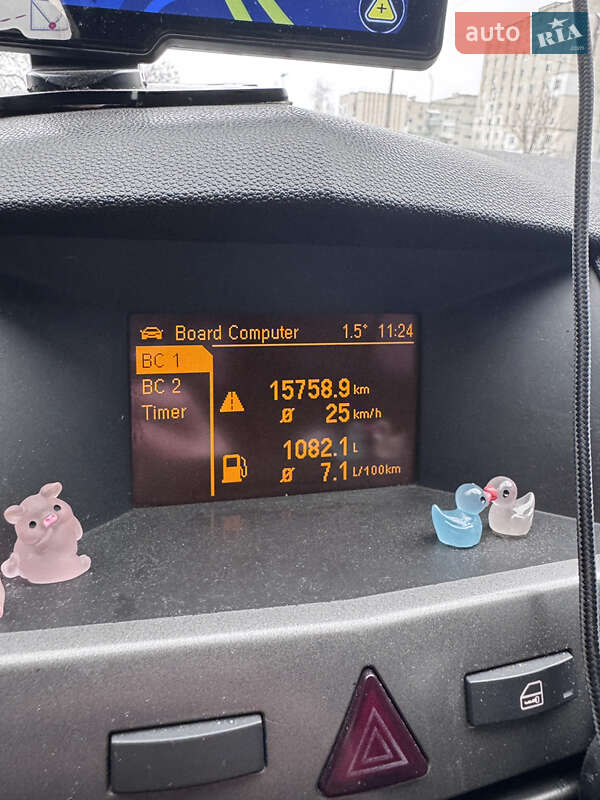 auto RIA .com
Board Computer 1.5° 11:24
BC 1
BC 2
Timer
15758.9 km
Ø 25 km/h
1082.1 L
Ø 7.1 L/100km